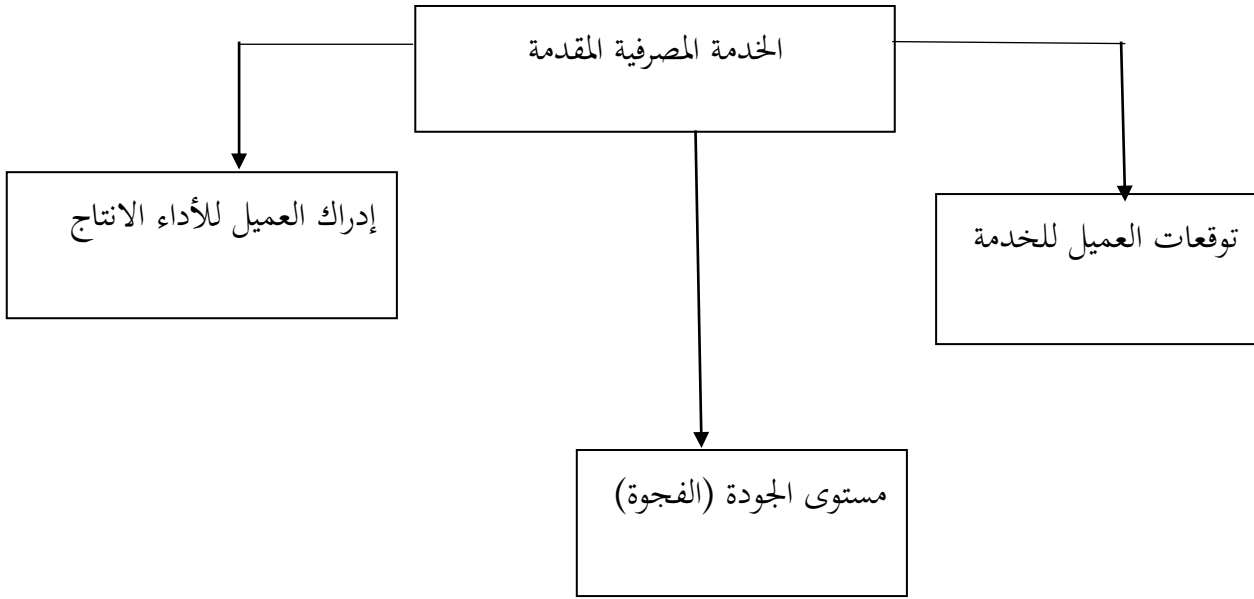 الخدمة المصرفية المقدمة
توقعات العميل للخدمة
إدراك العميل للأداء الانتاج
مستوى الجودة (الفجوة)